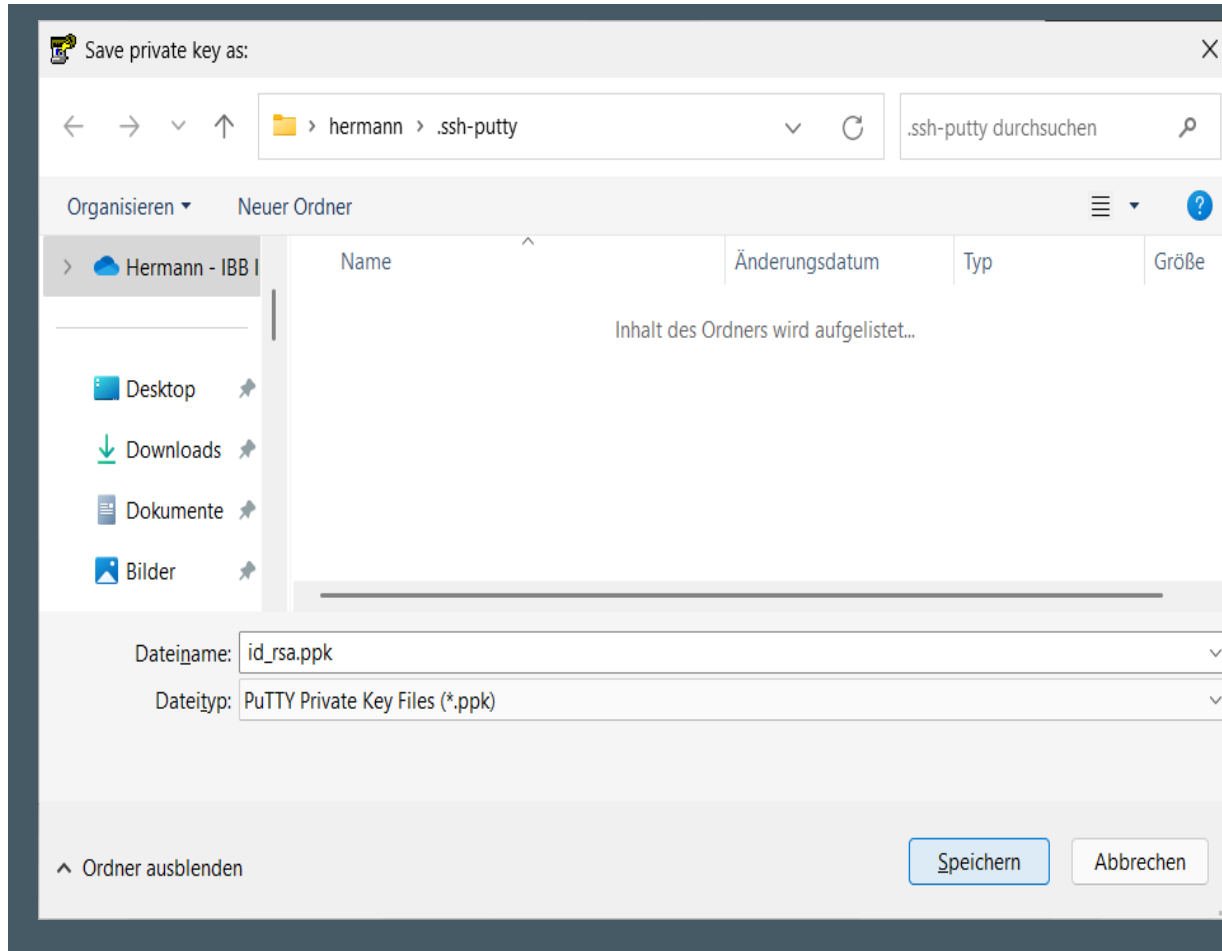 Save private key as:
hermann .ssh-putty
.ssh-putty durchsuchen
Organisieren Neuer Ordner
?
Hermann - IBB I
Name Änderungsdatum Typ Größe
Inhalt des Ordners wird aufgelistet...
Desktop
Downloads
Dokumente
Bilder
Dateiname: id_rsa.ppk
Dateityp: PuTTY Private Key Files (*.ppk)
Ordner ausblenden
Speichern Abbrechen